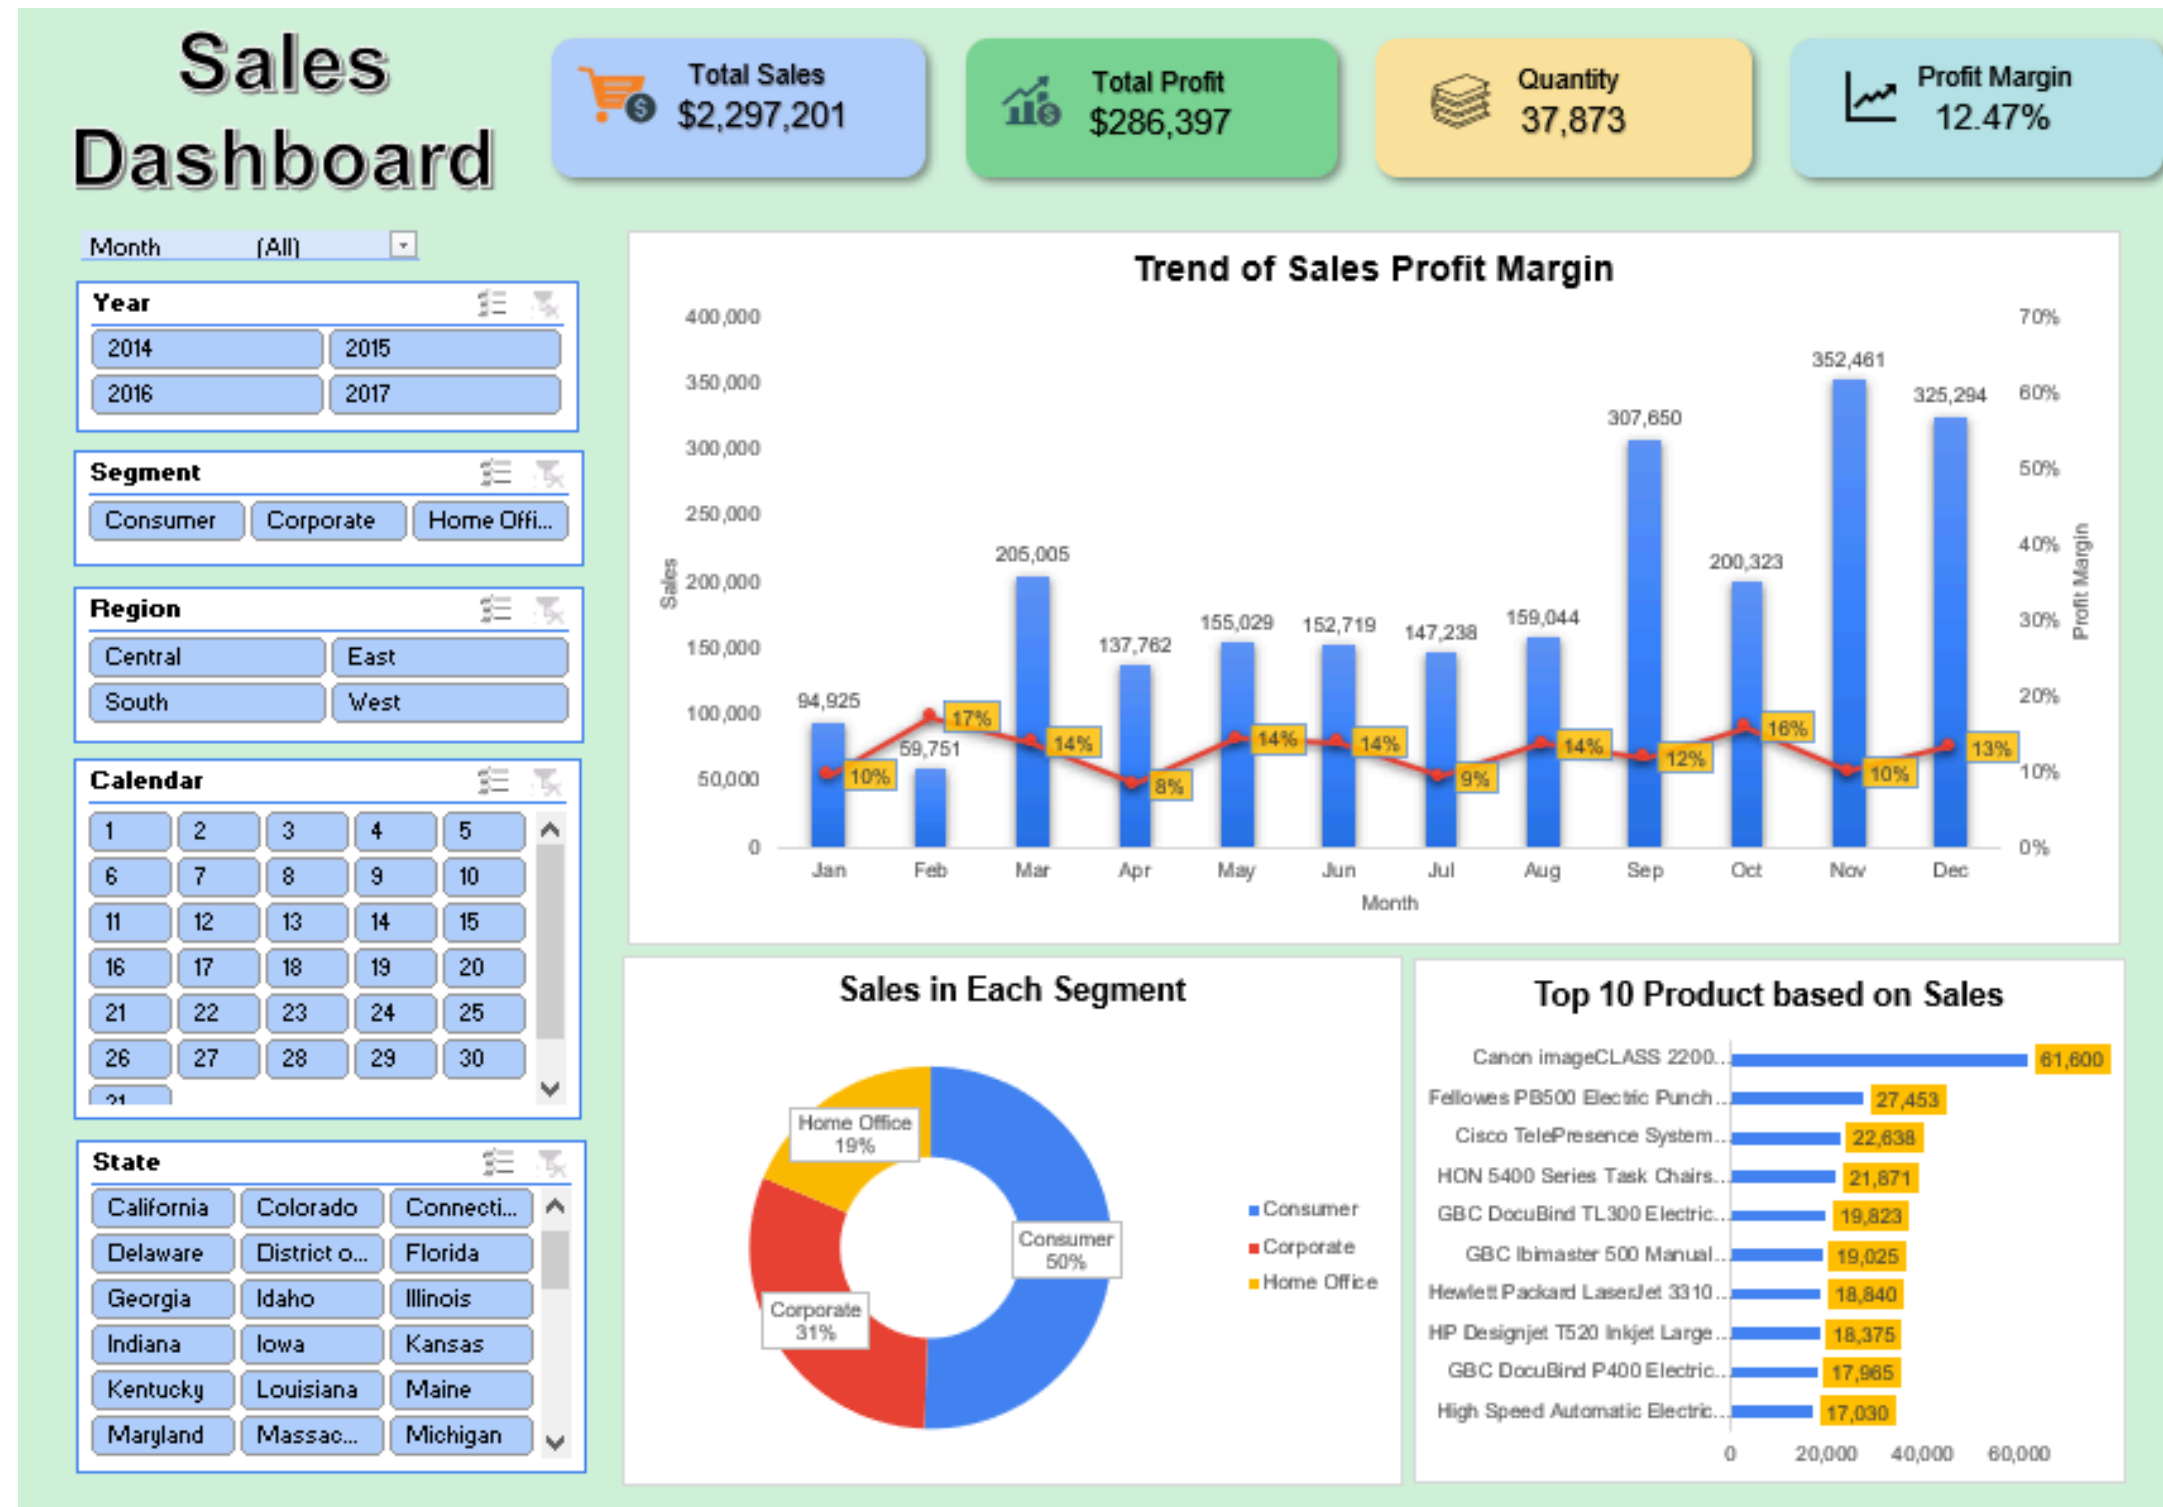 Sales
Dashboard
Total Sales
$2,297,201
Total Profit
$286,397
Quantity
37,873
Profit Margin
12.47%
Month (All)
Year
2014 2015
2016 2017
Segment
Consumer Corporate Home Offi...
Region
Central East
South West
Calendar
1 2 3 4 5
6 7 8 9 10
11 12 13 14 15
16 17 18 19 20
21 22 23 24 25
26 27 28 29 30
31
State
California Colorado Connecti...
Delaware District o... Florida
Georgia Idaho Illinois
Indiana Iowa Kansas
Kentucky Louisiana Maine
Maryland Massac... Michigan
Trend of Sales Profit Margin
400,000
350,000
300,000
250,000
200,000
150,000
100,000
50,000
0
Sales
94,925
59,751
205,005
137,762
155,029
152,719
147,238
159,044
307,650
200,323
352,461
325,294
10%
17%
14%
8%
14%
14%
9%
14%
12%
16%
10%
13%
70%
60%
50%
40%
30%
20%
10%
0%
Profit Margin
Jan Feb Mar Apr May Jun Jul Aug Sep Oct Nov Dec
Month
Sales in Each Segment
Home Office
19%
Consumer
50%
Corporate
31%
Consumer
Corporate
Home Office
Top 10 Product based on Sales
Canon imageCLASS 2200... 61,600
Fellowes PB500 Electric Punch... 27,453
Cisco TelePresence System... 22,638
HON 5400 Series Task Chairs... 21,871
GBC DocuBind TL300 Electric... 19,823
GBC Ibimaster 500 Manual... 19,025
Hewlett Packard LaserJet 3310... 18,840
HP Designjet T520 Inkjet Large... 18,375
GBC DocuBind P400 Electric... 17,965
High Speed Automatic Electric... 17,030
0 20,000 40,000 60,000